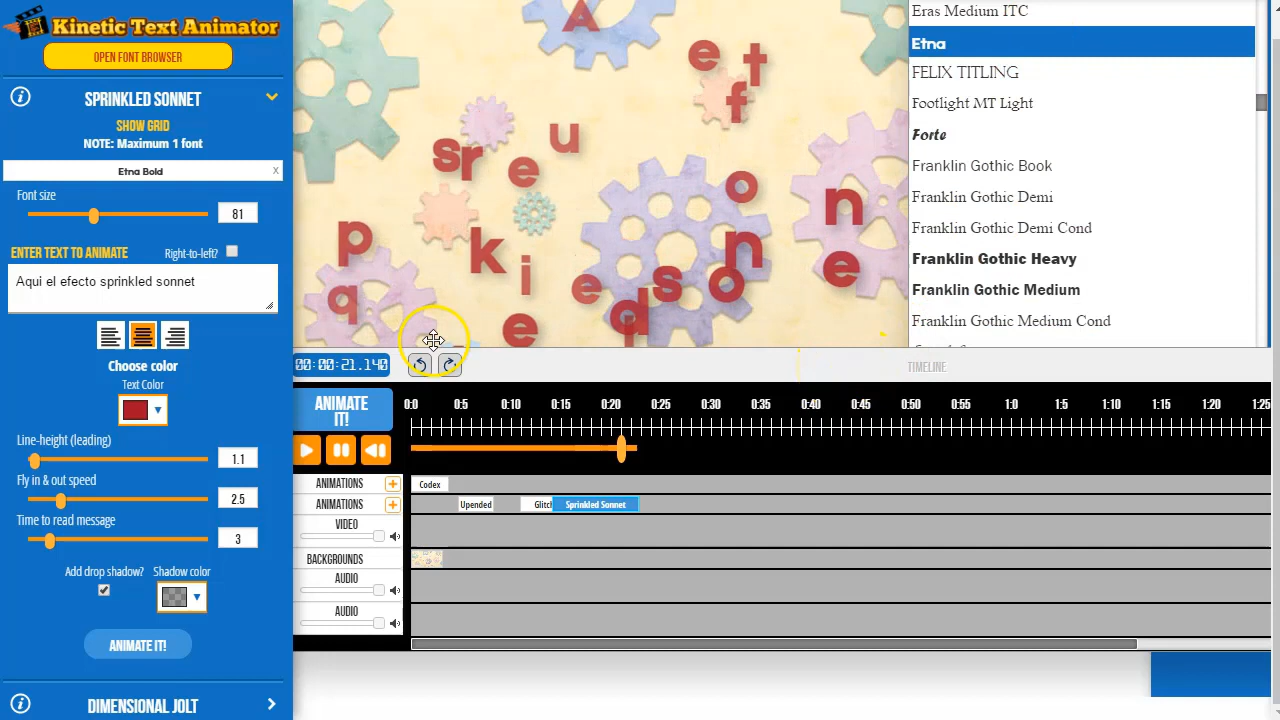 Kinetic Text Animator
OPEN FONT BROWSER
SPRINKLED SONNET
SHOW GRID
NOTE: Maximum 1 font
Etna Bold
X
Font size
81
ENTER TEXT TO ANIMATE
Right-to-left?
Aqui el efecto sprinkled sonnet
Choose color
Text Color
Line-height (leading)
1.1
Fly in & out speed
2.5
Time to read message
3
Add drop shadow?
Shadow color
ANIMATE IT!
DIMENSIONAL JOLT
A
e t
f
u
s r e
o
n
p
k
n
i
e
e s o
q
d
e
Eras Medium ITC
Etna
FELIX TITLING
Footlight MT Light
Forte
Franklin Gothic Book
Franklin Gothic Demi
Franklin Gothic Demi Cond
Franklin Gothic Heavy
Franklin Gothic Medium
Franklin Gothic Medium Cond
00:00:21.140
TIMELINE
ANIMATE
IT!
0:0 0:5 0:10 0:15 0:20 0:25 0:30 0:35 0:40 0:45 0:50 0:55 1:0 1:5 1:10 1:15 1:20 1:25
ANIMATIONS +
Codex
ANIMATIONS +
Upended
Glitch
Sprinkled Sonnet
VIDEO
BACKGROUNDS
AUDIO
AUDIO